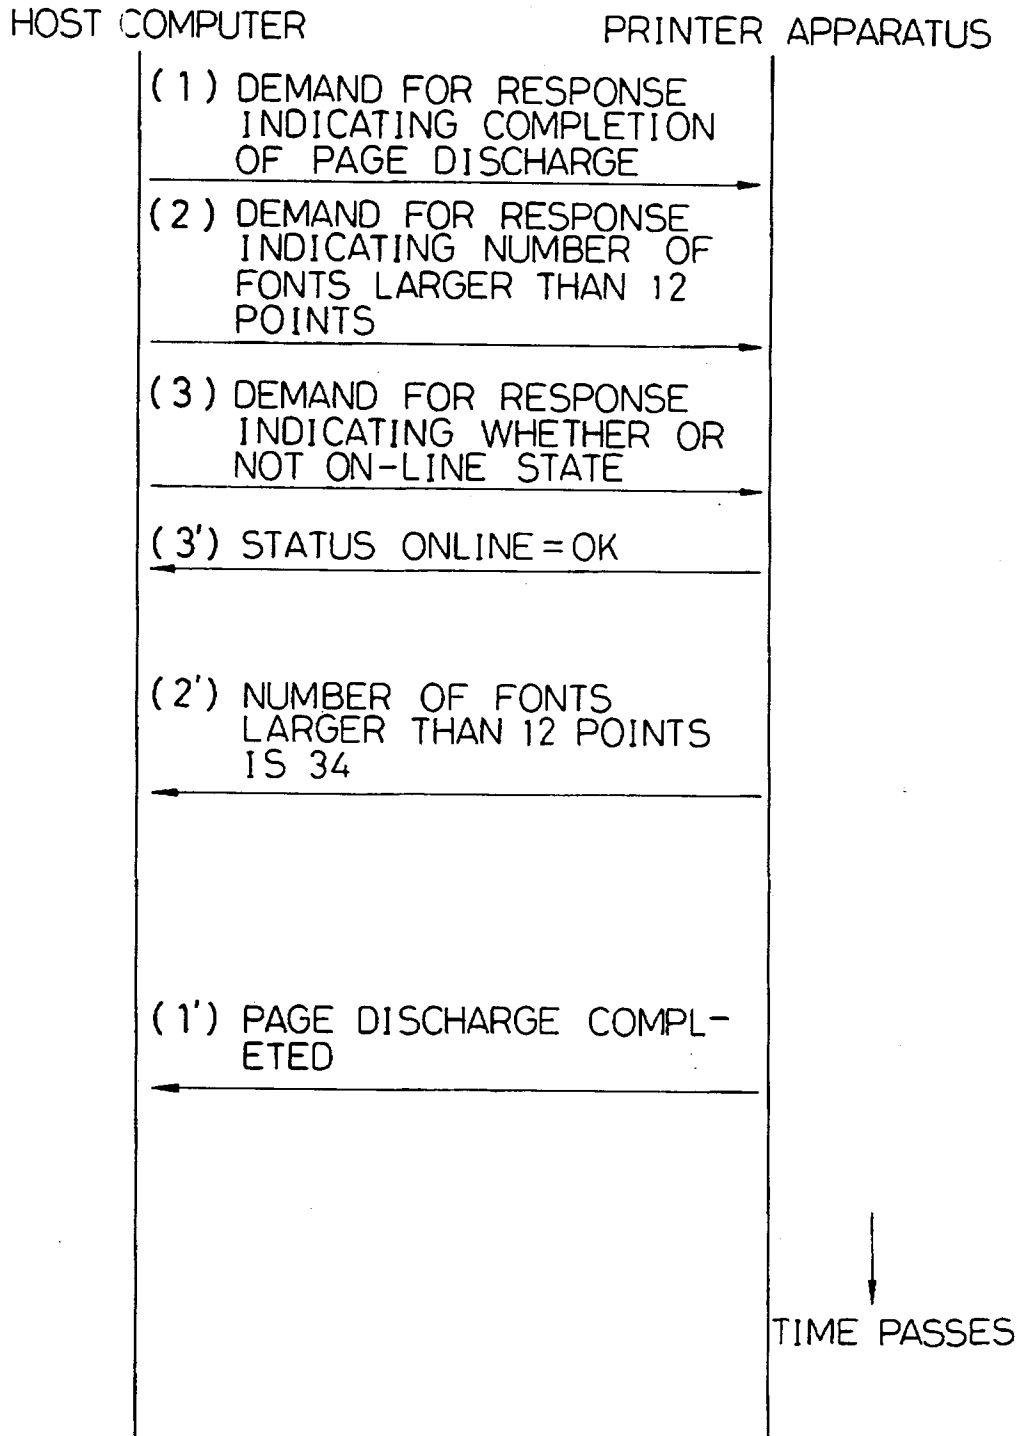 HOST COMPUTER PRINTER APPARATUS
(1) DEMAND FOR RESPONSE
INDICATING COMPLETION
OF PAGE DISCHARGE
(2) DEMAND FOR RESPONSE
INDICATING NUMBER OF
FONTS LARGER THAN 12
POINTS
(3) DEMAND FOR RESPONSE
INDICATING WHETHER OR
NOT ON-LINE STATE
(3') STATUS ONLINE=OK
(2') NUMBER OF FONTS
LARGER THAN 12 POINTS
IS 34
(1') PAGE DISCHARGE COMPL-
ETED
TIME PASSES